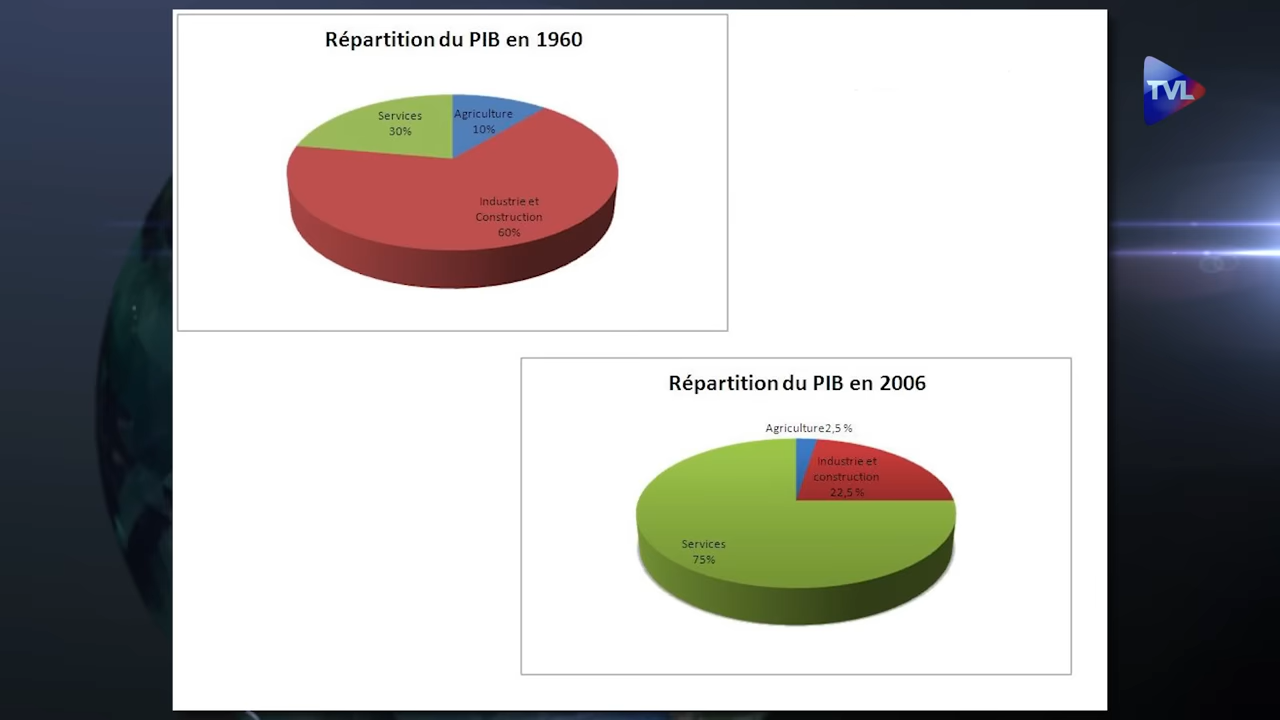 Répartition du PIB en 1960
Services
30%
Agriculture
10%
Industrie et
Construction
60%
TVL
Répartition du PIB en 2006
Agriculture2,5 %
Industrie et
construction
22,5 %
Services
75%